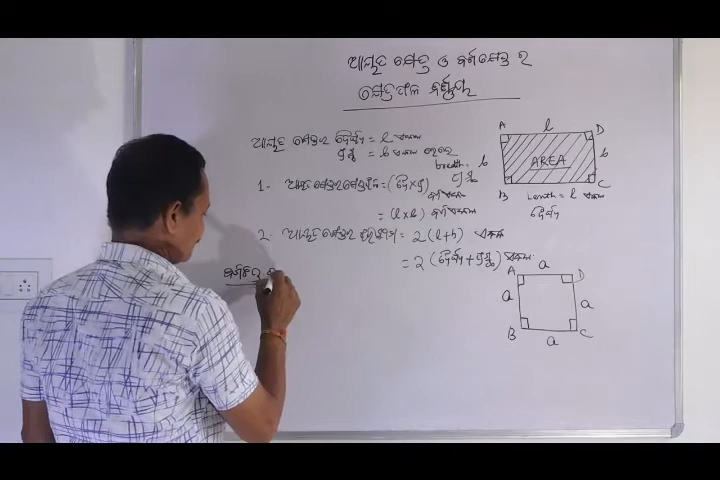 ଆୟତ କ୍ଷେତ୍ର ଓ ବର୍ଗକ୍ଷେତ୍ର ର
କ୍ଷେତ୍ରଫଳ ନିର୍ଣ୍ଣୟ
ଆୟତ କ୍ଷେତ୍ରର ଦୈର୍ଘ୍ୟ = l ଏକକ
ପ୍ରସ୍ଥ = b ଏକକ ହେଲେ
1. ଆୟତକ୍ଷେତ୍ରର କ୍ଷେତ୍ରଫଳ = (ଦୈ × ପ୍ର) ବର୍ଗ ଏକକ
= (l x b) ବର୍ଗ ଏକକ
2. ଆୟତ କ୍ଷେତ୍ରର ପରିସୀମା = 2 (l + b) ଏକକ
= 2 (ଦୈର୍ଘ୍ୟ + ପ୍ରସ୍ଥ) ଏକକ
A l D
breadth. b AREA b
ପ୍ରସ୍ଥ
B Length = l ଏକକ C
ଦୈର୍ଘ୍ୟ
A a D
a a
B a C